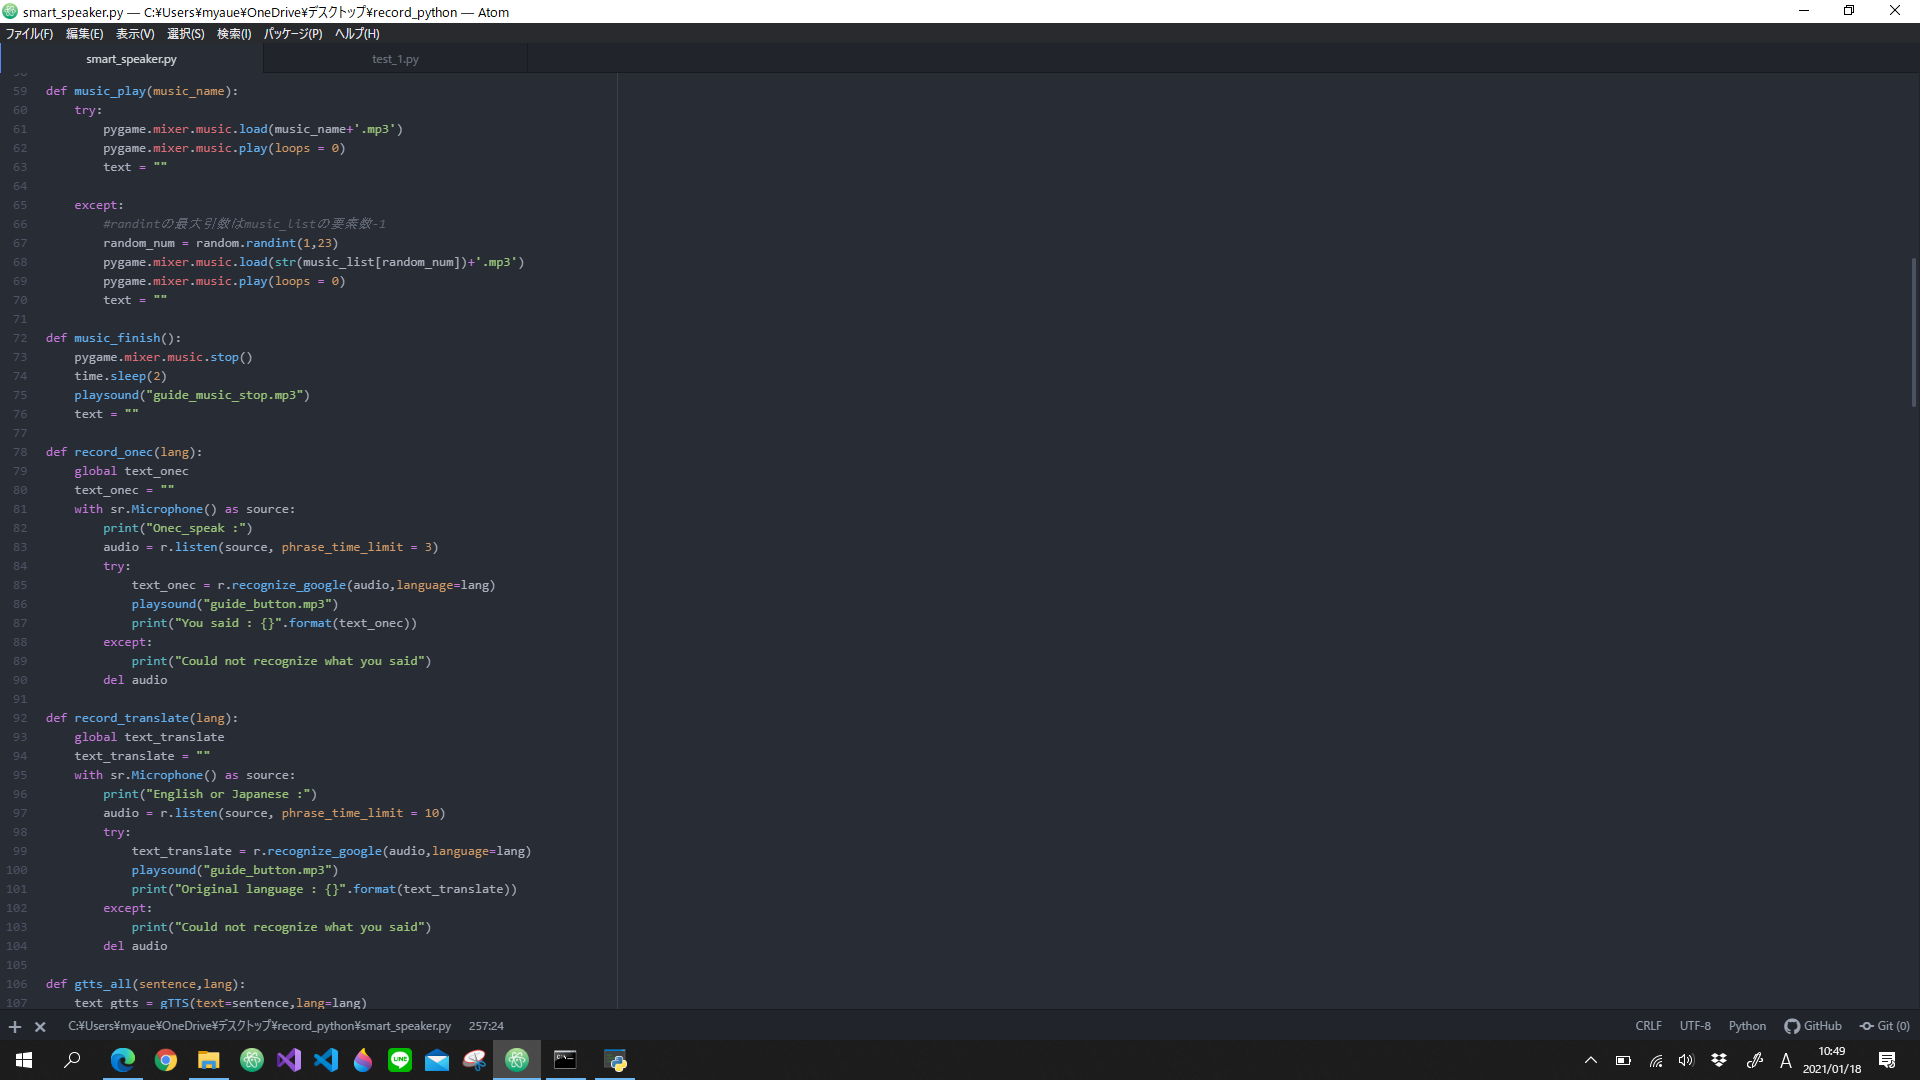 smart_speaker.py — C:¥Users¥myaue¥OneDrive¥デスクトップ¥record_python — Atom
ファイル(F) 編集(E) 表示(V) 選択(S) 検索(I) パッケージ(P) ヘルプ(H)
smart_speaker.py test_1.py
59 def music_play(music_name):
60 try:
61 pygame.mixer.music.load(music_name+'.mp3')
62 pygame.mixer.music.play(loops = 0)
63 text = ""
64
65 except:
66 #randintの最大引数はmusic_listの要素数-1
67 random_num = random.randint(1,23)
68 pygame.mixer.music.load(str(music_list[random_num])+'.mp3')
69 pygame.mixer.music.play(loops = 0)
70 text = ""
71
72 def music_finish():
73 pygame.mixer.music.stop()
74 time.sleep(2)
75 playsound("guide_music_stop.mp3")
76 text = ""
77
78 def record_onec(lang):
79 global text_onec
80 text_onec = ""
81 with sr.Microphone() as source:
82 print("Onec_speak :")
83 audio = r.listen(source, phrase_time_limit = 3)
84 try:
85 text_onec = r.recognize_google(audio,language=lang)
86 playsound("guide_button.mp3")
87 print("You said : {}".format(text_onec))
88 except:
89 print("Could not recognize what you said")
90 del audio
91
92 def record_translate(lang):
93 global text_translate
94 text_translate = ""
95 with sr.Microphone() as source:
96 print("English or Japanese :")
97 audio = r.listen(source, phrase_time_limit = 10)
98 try:
99 text_translate = r.recognize_google(audio,language=lang)
100 playsound("guide_button.mp3")
101 print("Original language : {}".format(text_translate))
102 except:
103 print("Could not recognize what you said")
104 del audio
105
106 def gtts_all(sentence,lang):
107 text_gtts = gTTS(text=sentence,lang=lang)
C:¥Users¥myaue¥OneDrive¥デスクトップ¥record_python¥smart_speaker.py 257:24 CRLF UTF-8 Python GitHub Git (0)
LINE C:\. A 10:49
2021/01/18